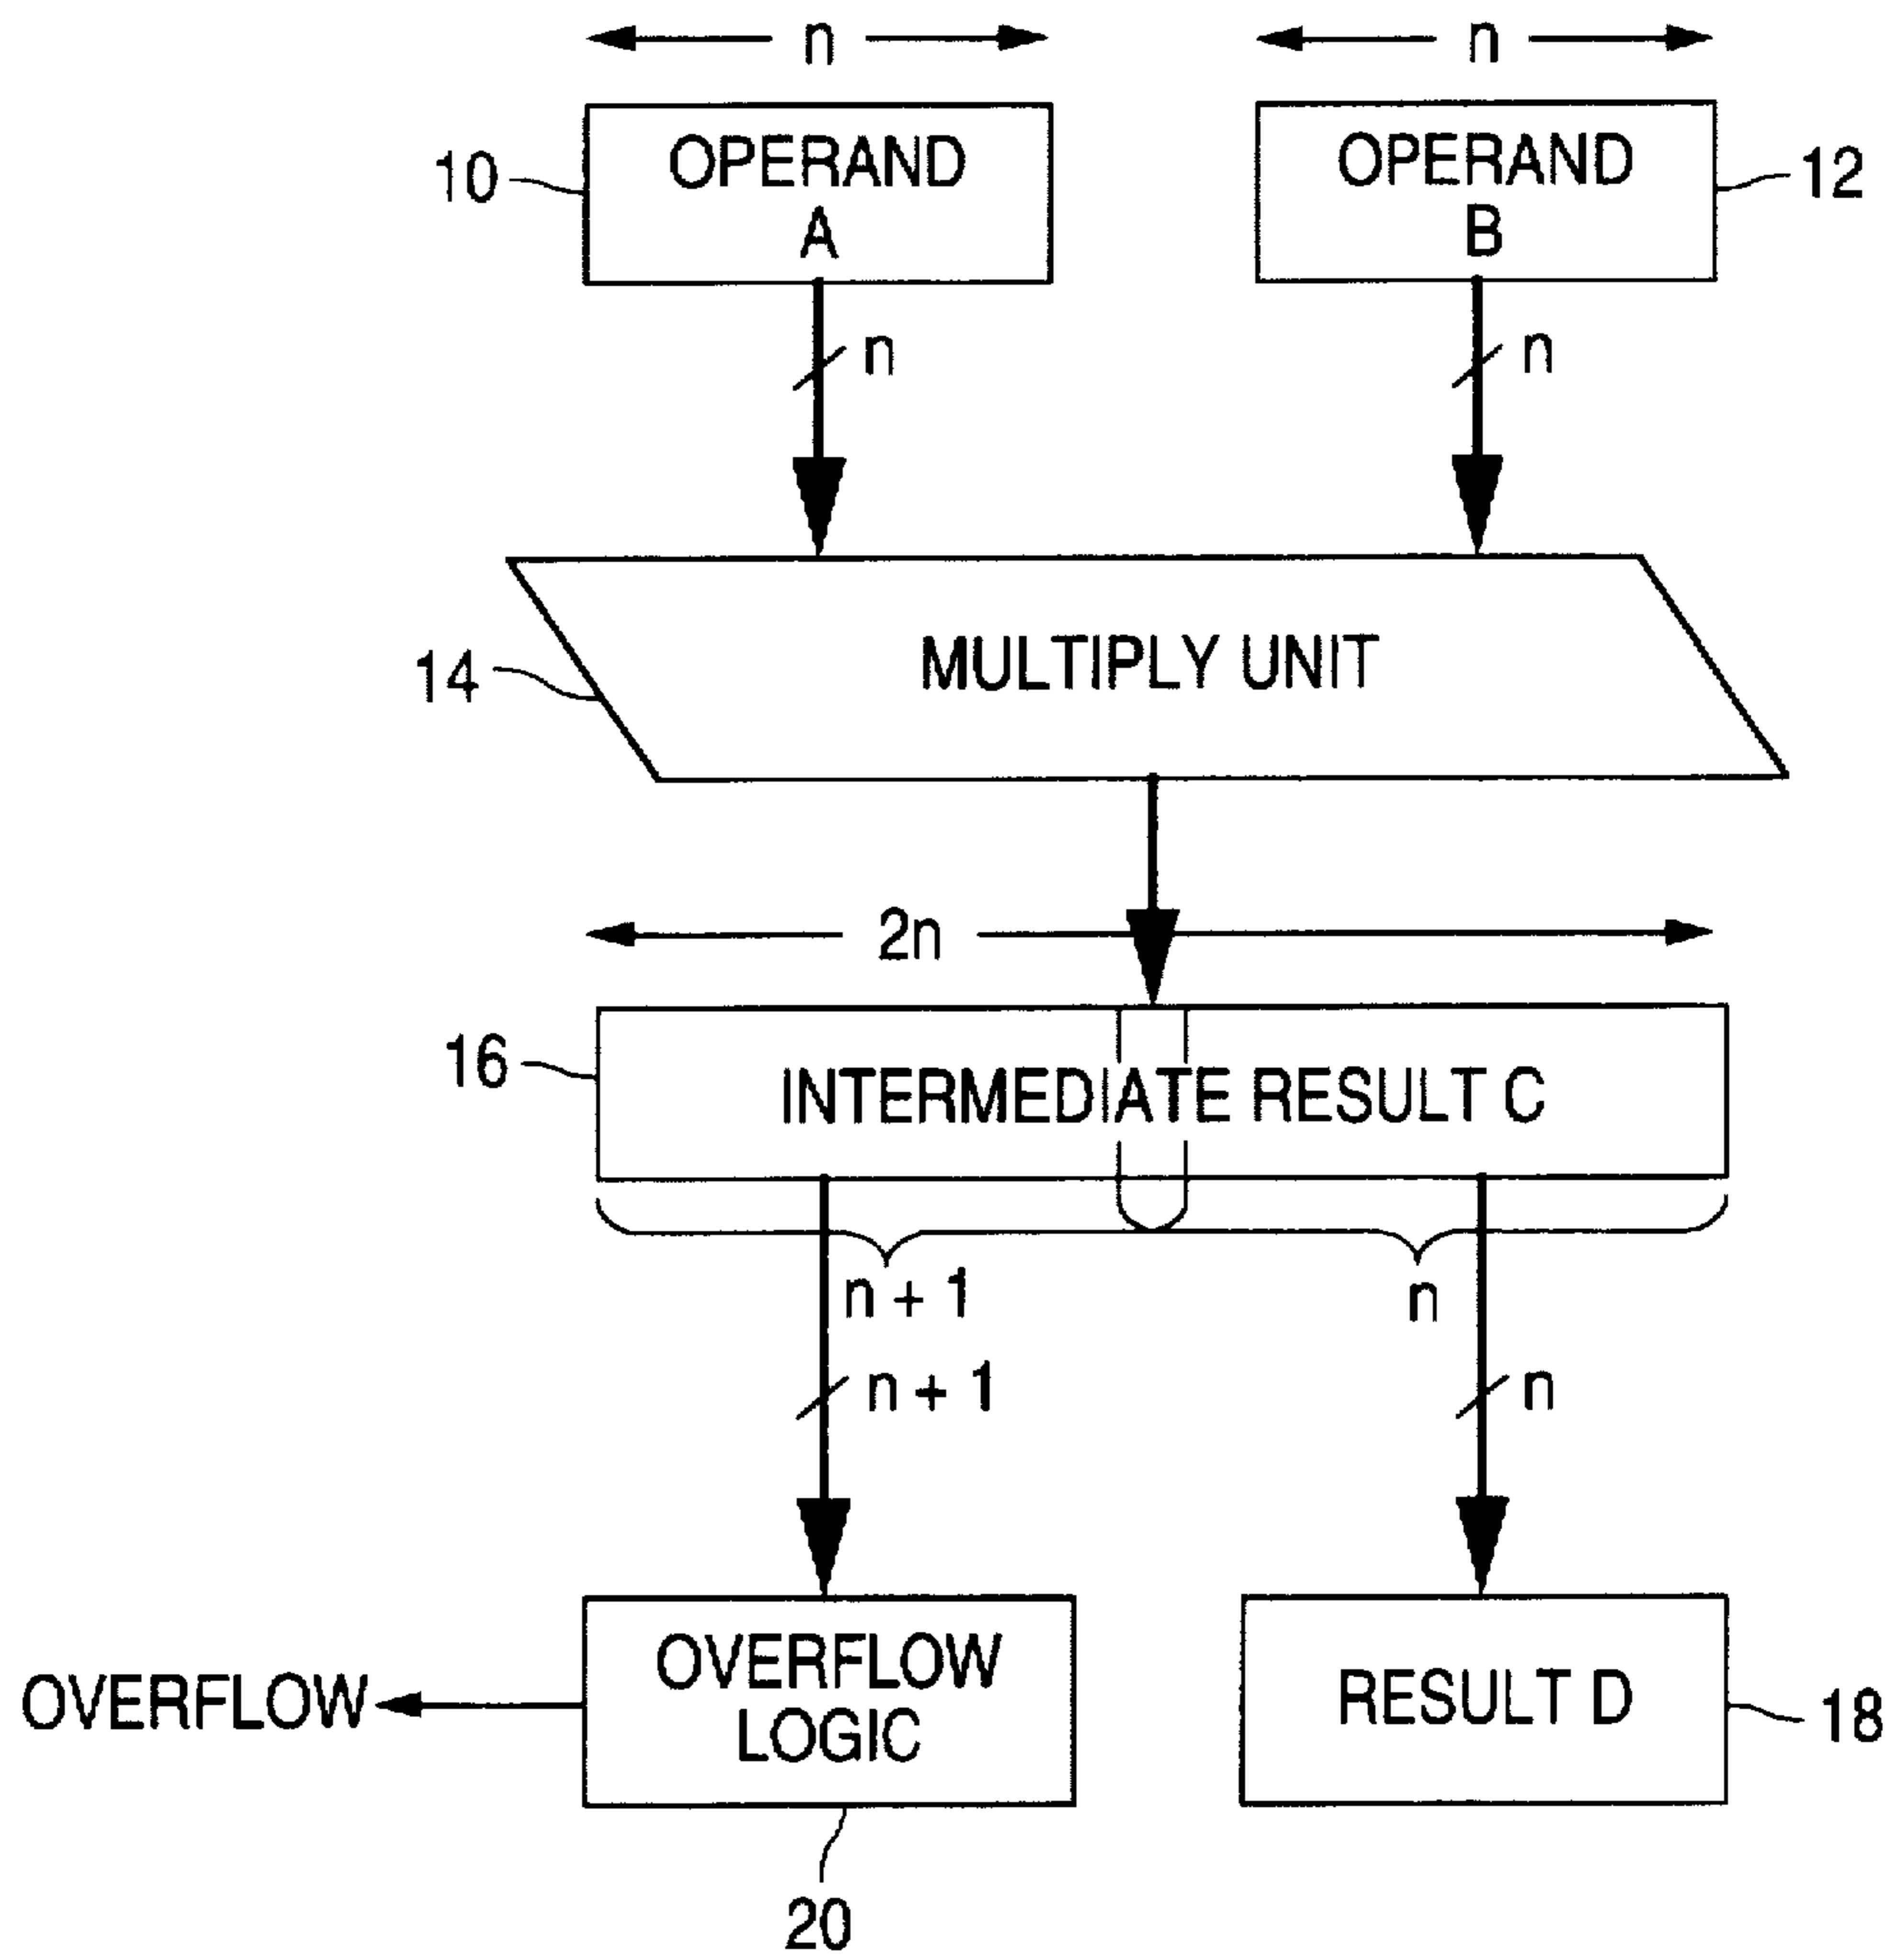 n n
10 OPERAND A OPERAND B 12
n n
14 MULTIPLY UNIT
2n
16 INTERMEDIATE RESULT C
n + 1 n
n + 1 n
OVERFLOW OVERFLOW LOGIC RESULT D 18
20